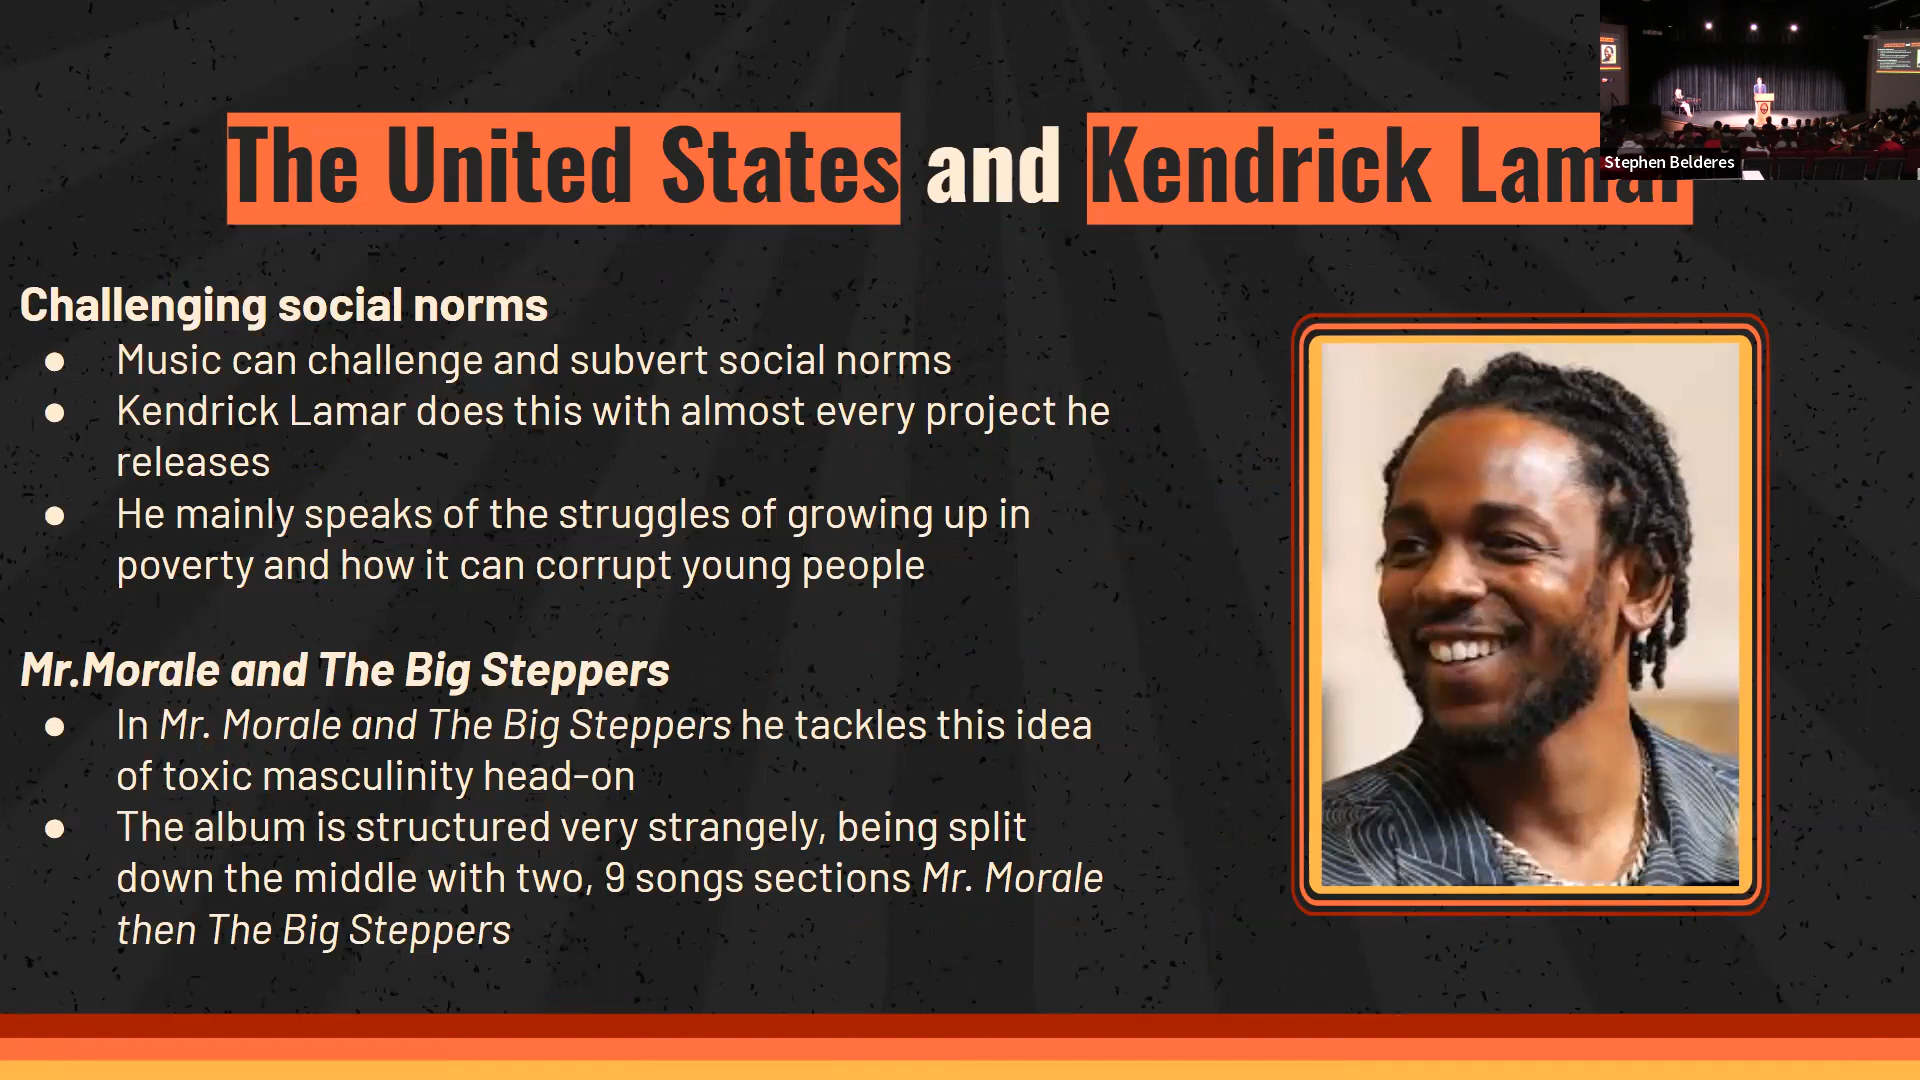 The United States and Kendrick Lamar
Stephen Belderes
Challenging social norms
● Music can challenge and subvert social norms
● Kendrick Lamar does this with almost every project he
releases
● He mainly speaks of the struggles of growing up in
poverty and how it can corrupt young people
Mr.Morale and The Big Steppers
● In Mr. Morale and The Big Steppers he tackles this idea
of toxic masculinity head-on
● The album is structured very strangely, being split
down the middle with two, 9 songs sections Mr. Morale
then The Big Steppers